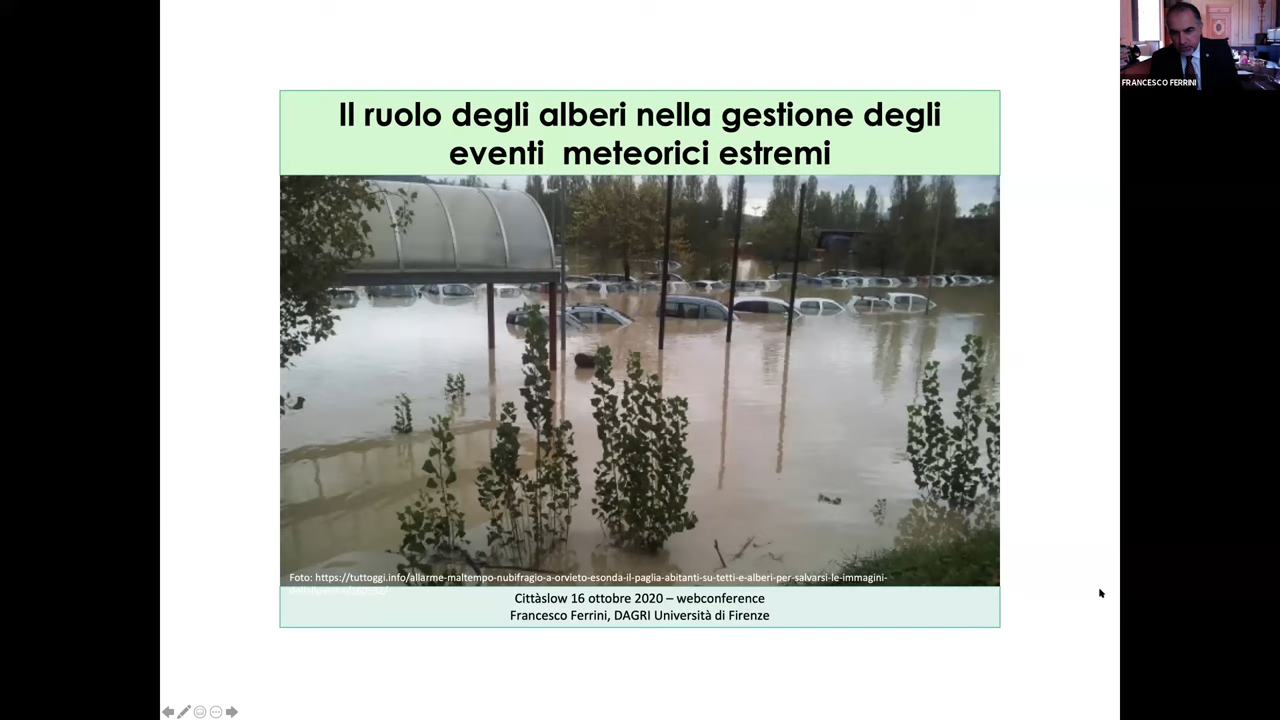 FRANCESCO FERRINI
Il ruolo degli alberi nella gestione degli
eventi meteorici estremi
Foto: https://tuttoggi.info/allarme-maltempo-nubifragio-a-orvieto-esonda-il-paglia-abitanti-su-tetti-e-alberi-per-salvarsi-le-immagini-
Cittàslow 16 ottobre 2020 – webconference
Francesco Ferrini, DAGRI Università di Firenze